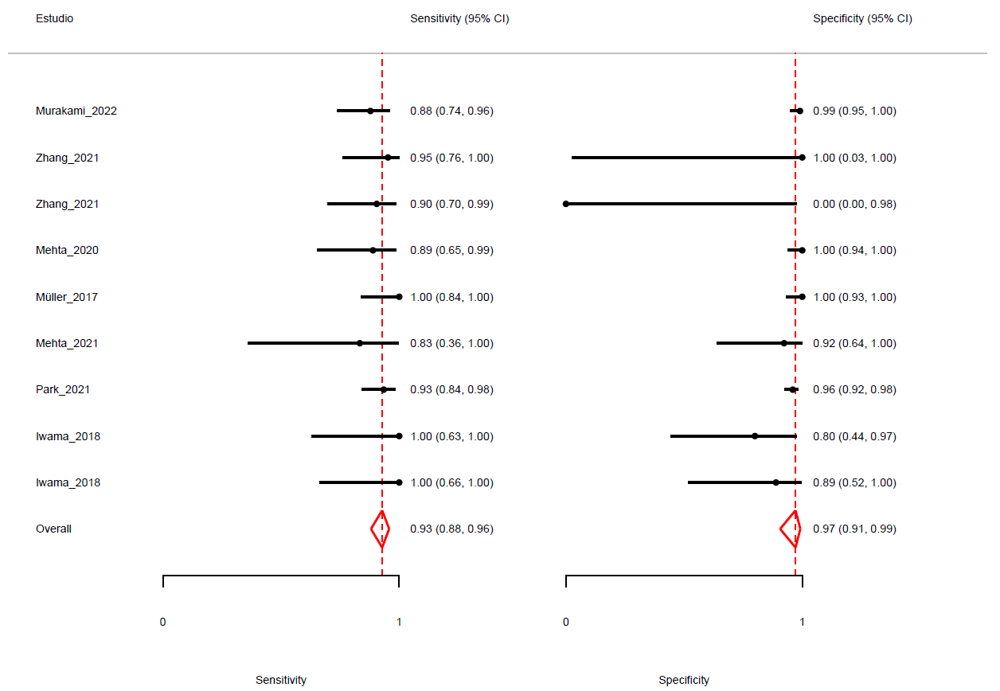 Estudio Sensitivity (95% CI) Specificity (95% CI)
Murakami_2022 0.88 (0.74, 0.96) 0.99 (0.95, 1.00)
Zhang_2021 0.95 (0.76, 1.00) 1.00 (0.03, 1.00)
Zhang_2021 0.90 (0.70, 0.99) 0.00 (0.00, 0.98)
Mehta_2020 0.89 (0.65, 0.99) 1.00 (0.94, 1.00)
Müller_2017 1.00 (0.84, 1.00) 1.00 (0.93, 1.00)
Mehta_2021 0.83 (0.36, 1.00) 0.92 (0.64, 1.00)
Park_2021 0.93 (0.84, 0.98) 0.96 (0.92, 0.98)
Iwama_2018 1.00 (0.63, 1.00) 0.80 (0.44, 0.97)
Iwama_2018 1.00 (0.66, 1.00) 0.89 (0.52, 1.00)
Overall 0.93 (0.88, 0.96) 0.97 (0.91, 0.99)
0 1 0 1
Sensitivity Specificity